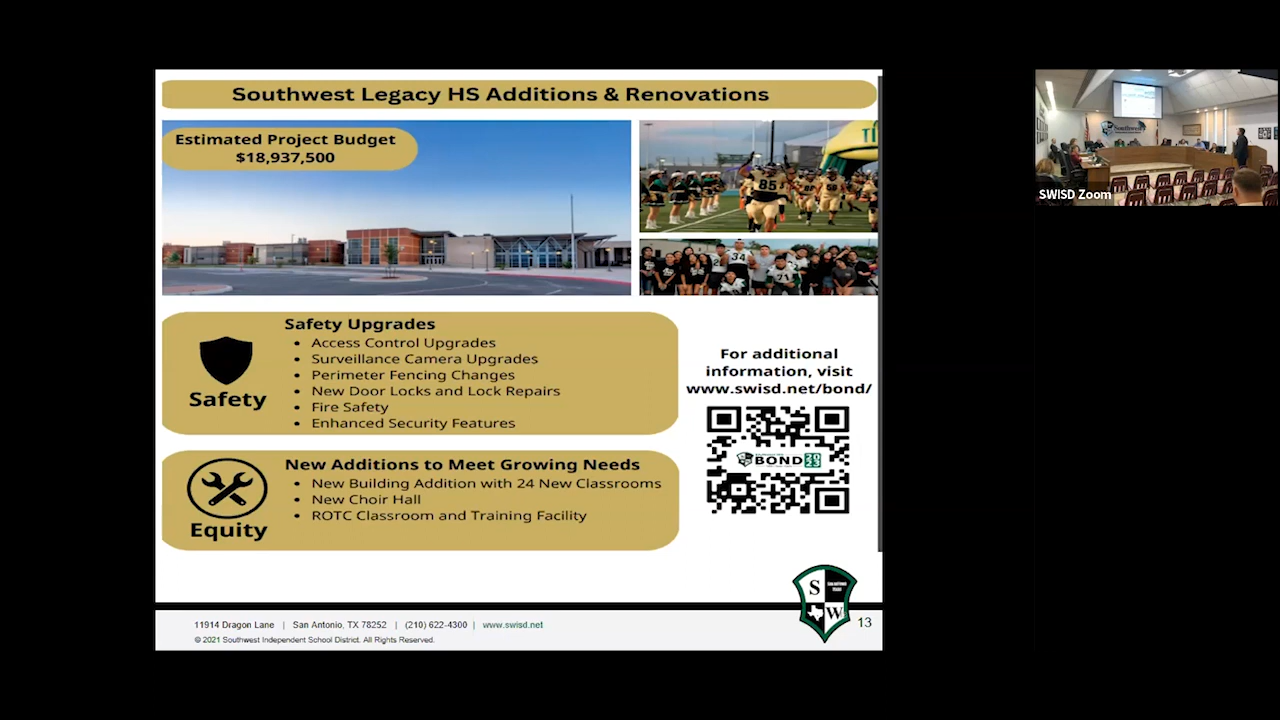 Southwest Legacy HS Additions & Renovations
Estimated Project Budget
$18,937,500
85
34
71
SWISD Zoom
Safety Upgrades
• Access Control Upgrades
• Surveillance Camera Upgrades
• Perimeter Fencing Changes
• New Door Locks and Lock Repairs
• Fire Safety
• Enhanced Security Features
Safety
For additional
information, visit
www.swisd.net/bond/
BOND
New Additions to Meet Growing Needs
• New Building Addition with 24 New Classrooms
• New Choir Hall
• ROTC Classroom and Training Facility
Equity
S
W
13
11914 Dragon Lane | San Antonio, TX 78252 | (210) 622-4300 | www.swisd.net
© 2021 Southwest Independent School District. All Rights Reserved.